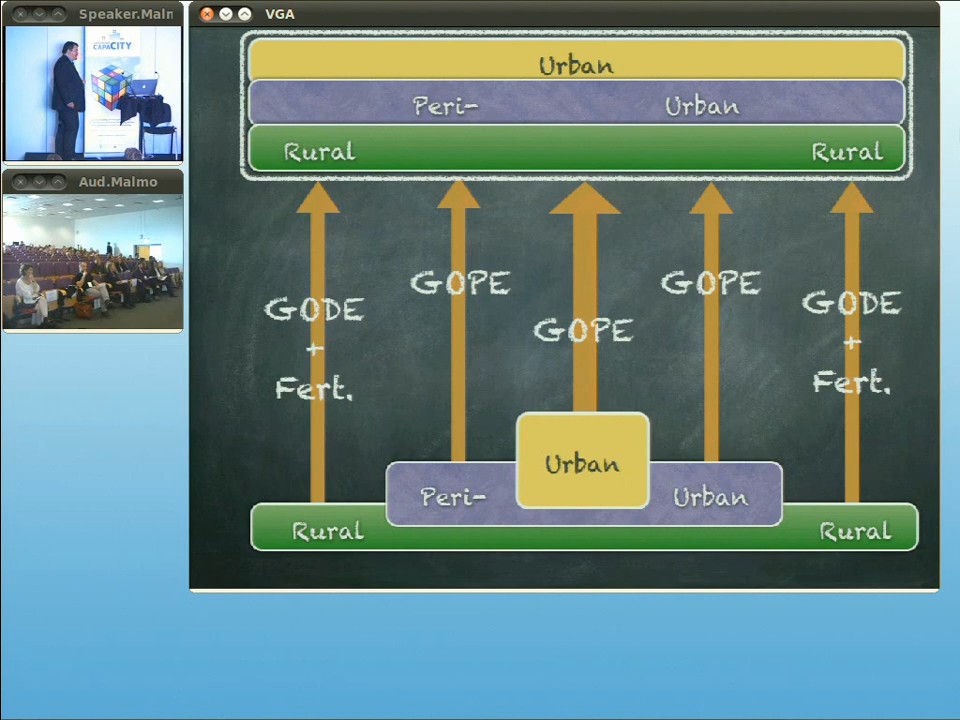 Speaker.Malm
VGA
CAPACITY
Aud.Malmo
Urban
Peri- Urban
Rural Rural
GOPE GOPE
GODE + Fert.
GOPE
GODE + Fert.
Urban
Peri- Urban
Rural Rural